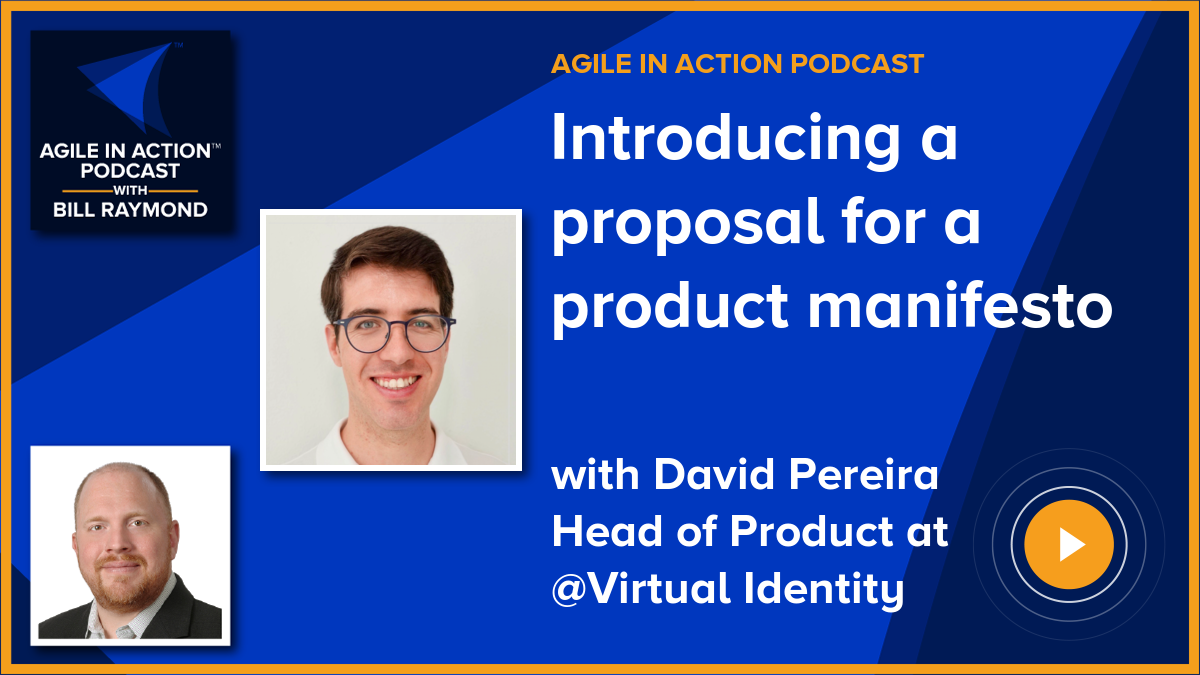 TM
AGILE IN ACTION™
PODCAST
WITH
BILL RAYMOND
AGILE IN ACTION PODCAST
Introducing a
proposal for a
product manifesto
with David Pereira
Head of Product at
@Virtual Identity